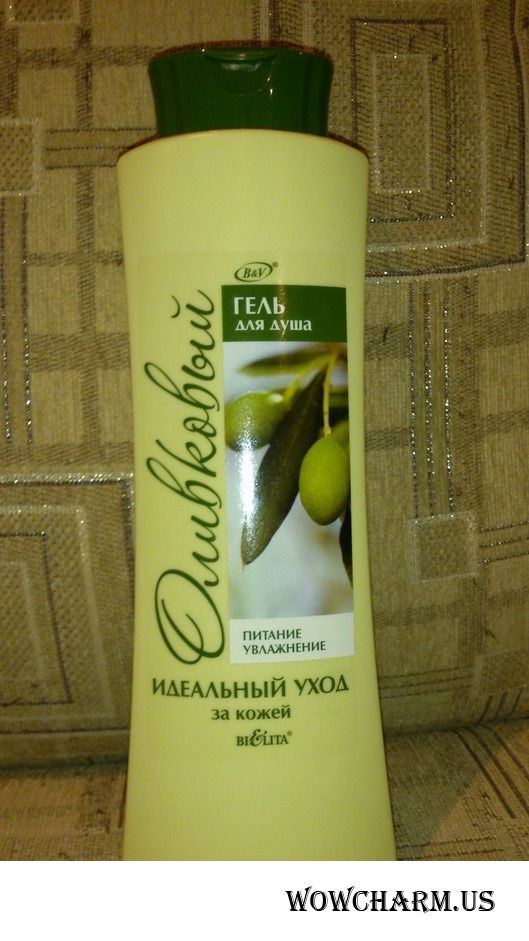 B&V®
ГЕЛЬ
для душа
Оливковый
ПИТАНИЕ
УВЛАЖНЕНИЕ
ИДЕАЛЬНЫЙ УХОД
за кожей
BIELITA®
WOWCHARM.US